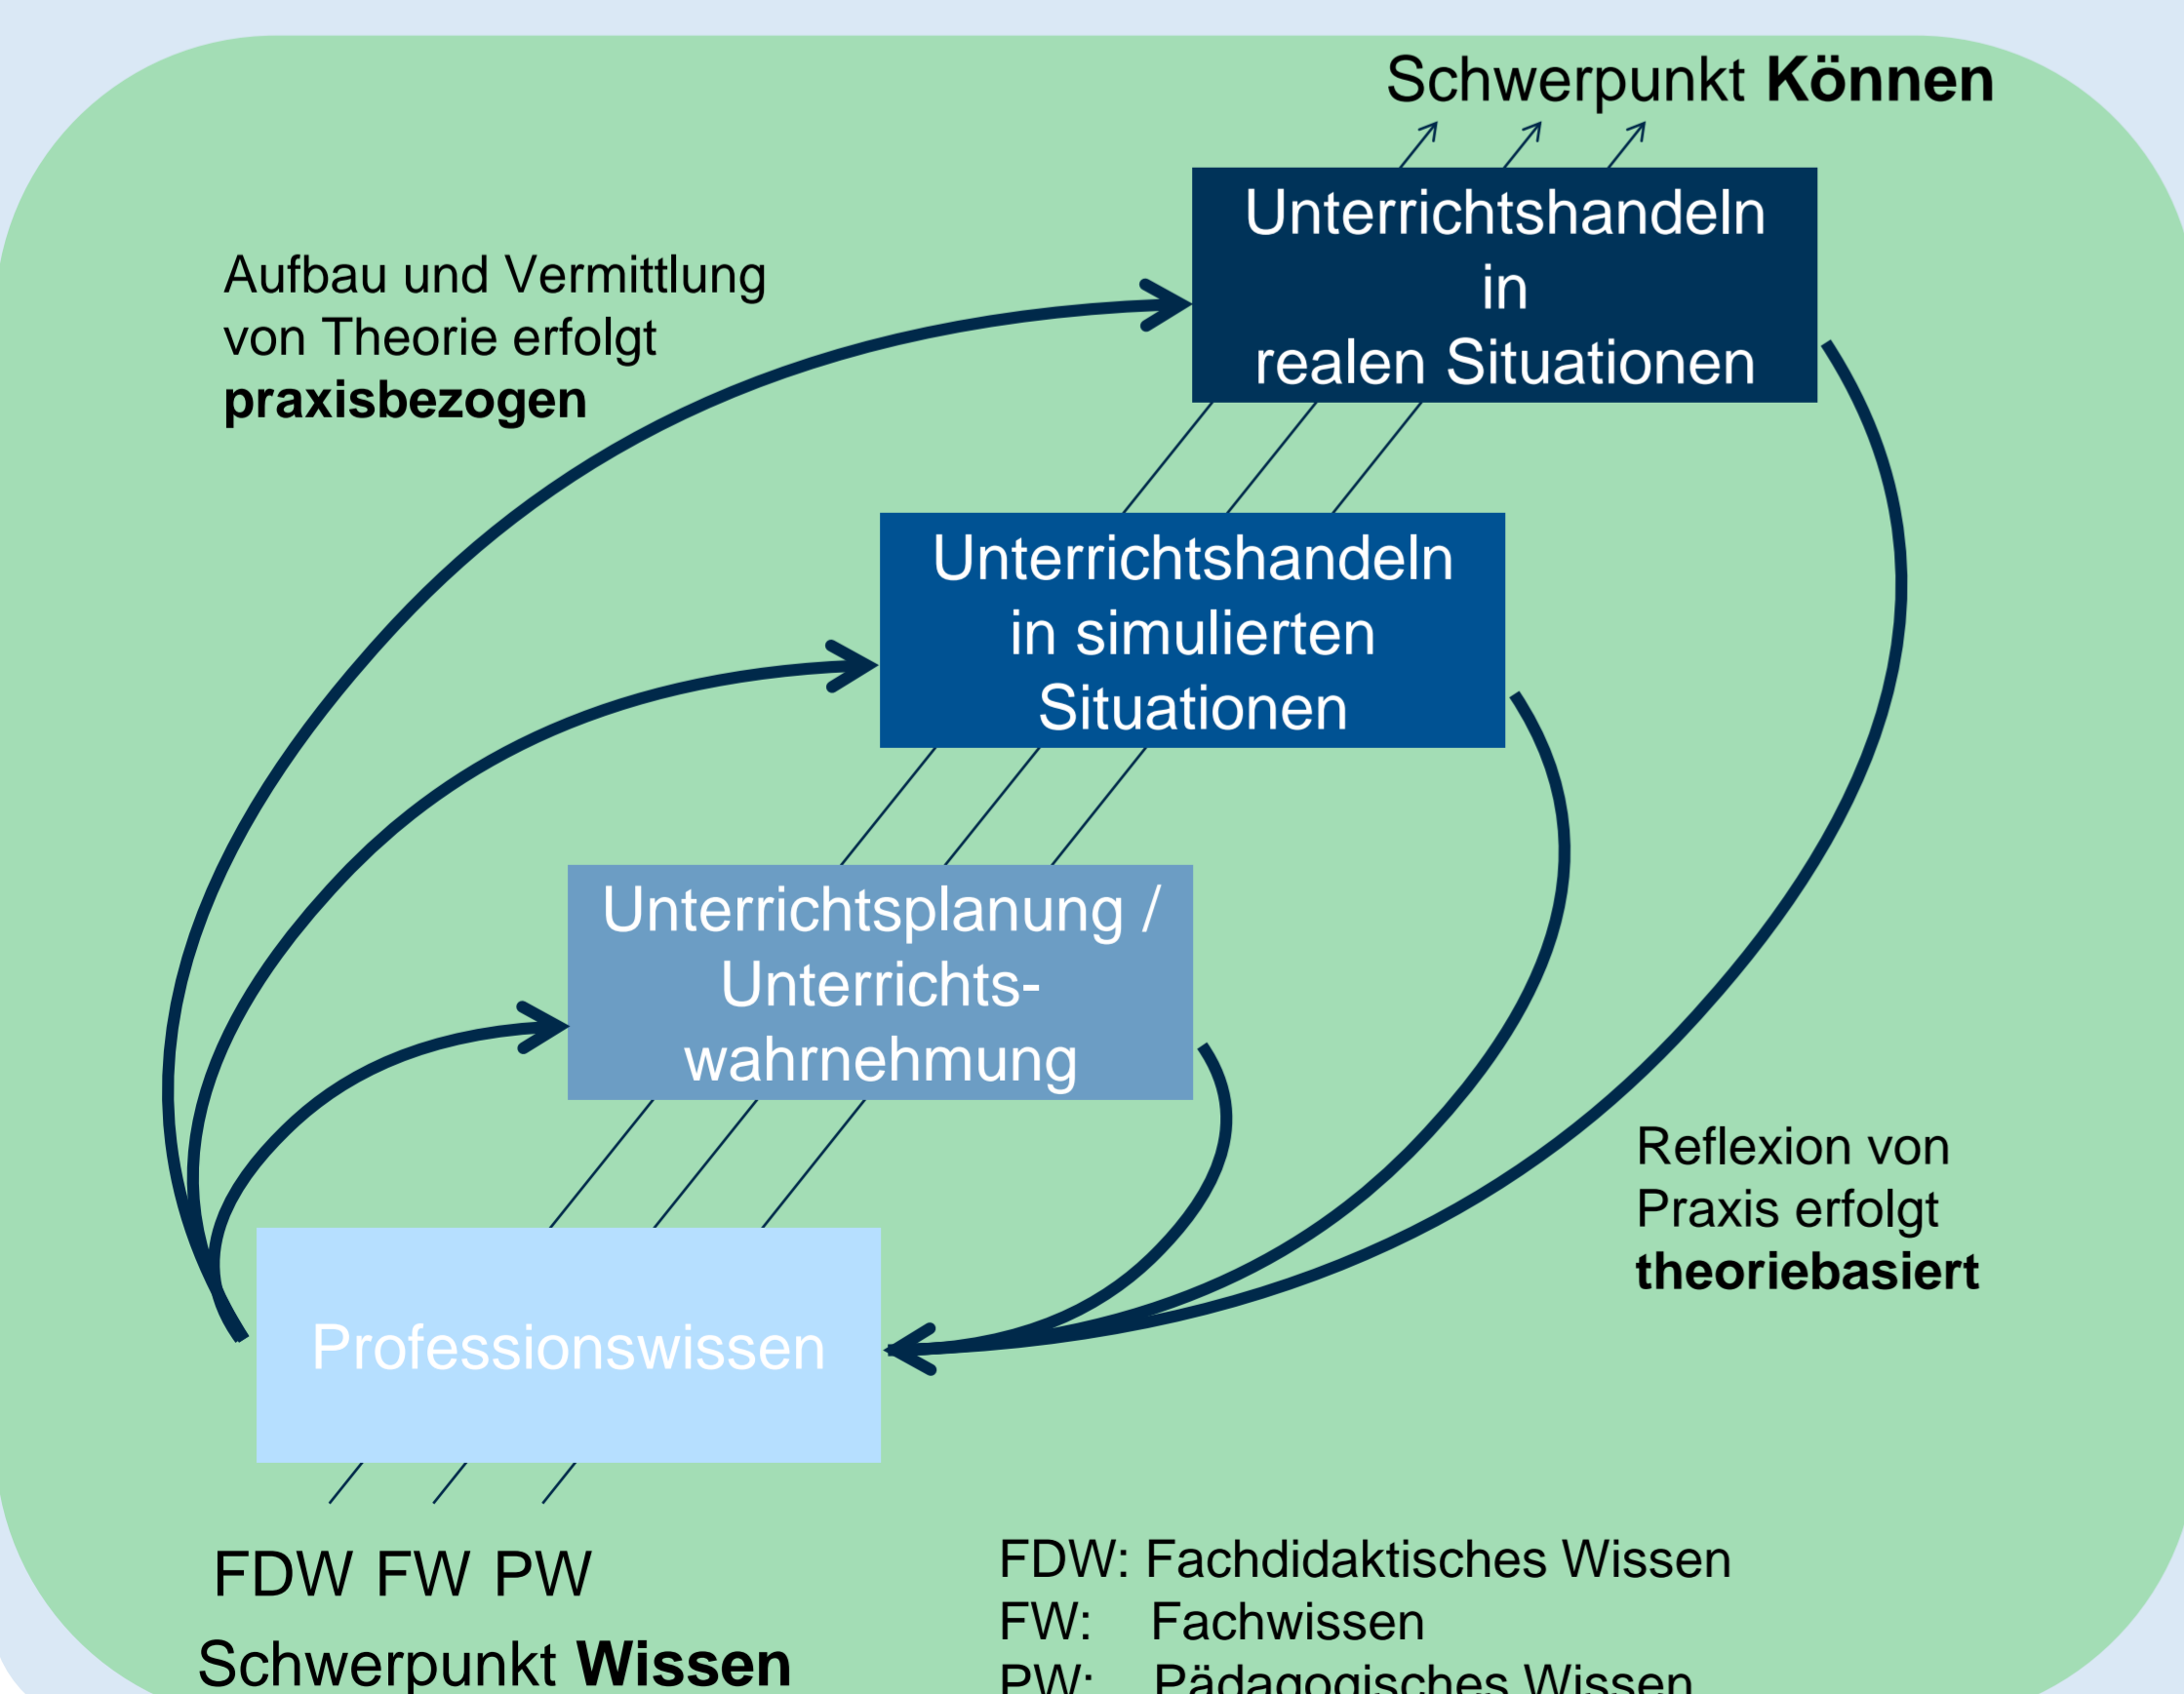 Schwerpunkt Können
Unterrichtshandeln
in
realen Situationen
Aufbau und Vermittlung
von Theorie erfolgt
praxisbezogen
Unterrichtshandeln
in simulierten
Situationen
Unterrichtsplanung /
Unterrichts-
wahrnehmung
Reflexion von
Praxis erfolgt
theoriebasiert
Professionswissen
FDW FW PW
Schwerpunkt Wissen
FDW: Fachdidaktisches Wissen
FW: Fachwissen
PW: Pädagogisches Wissen